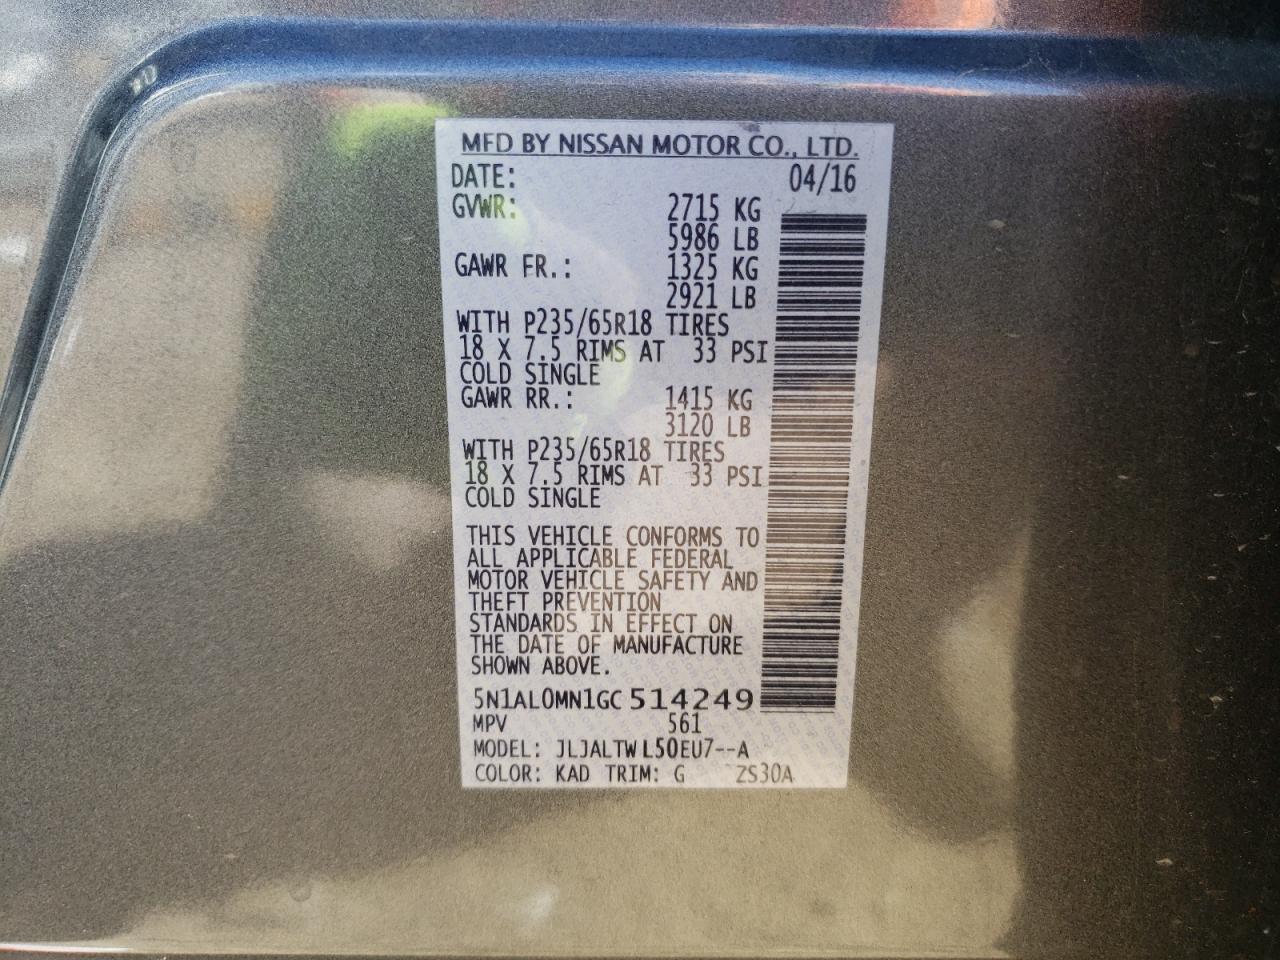 MFD BY NISSAN MOTOR CO., LTD.
DATE: 04/16
GVWR: 2715 KG
5986 LB
GAWR FR.: 1325 KG
2921 LB
WITH P235/65R18 TIRES
18 X 7.5 RIMS AT 33 PSI
COLD SINGLE
GAWR RR.: 1415 KG
3120 LB
WITH P235/65R18 TIRES
18 X 7.5 RIMS AT 33 PSI
COLD SINGLE
THIS VEHICLE CONFORMS TO
ALL APPLICABLE FEDERAL
MOTOR VEHICLE SAFETY AND
THEFT PREVENTION
STANDARDS IN EFFECT ON
THE DATE OF MANUFACTURE
SHOWN ABOVE.
5N1AL0MN1GC514249
MPV 561
MODEL: JLJALTWL50EU7--A
COLOR: KAD TRIM: G ZS30A